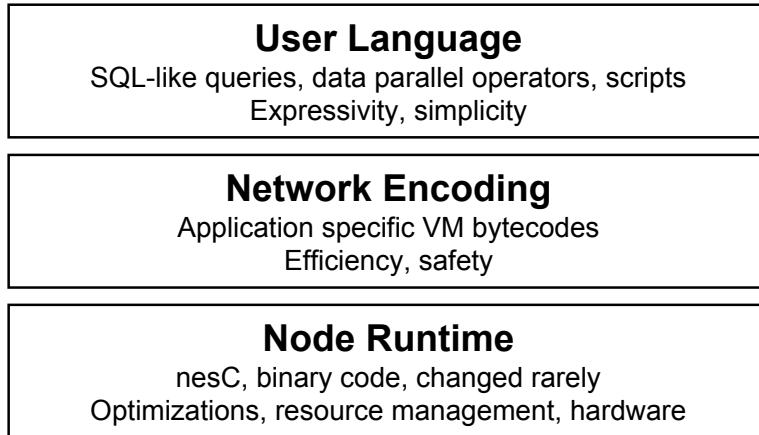 User Language
SQL-like queries, data parallel operators, scripts
Expressivity, simplicity
Network Encoding
Application specific VM bytecodes
Efficiency, safety
Node Runtime
nesC, binary code, changed rarely
Optimizations, resource management, hardware